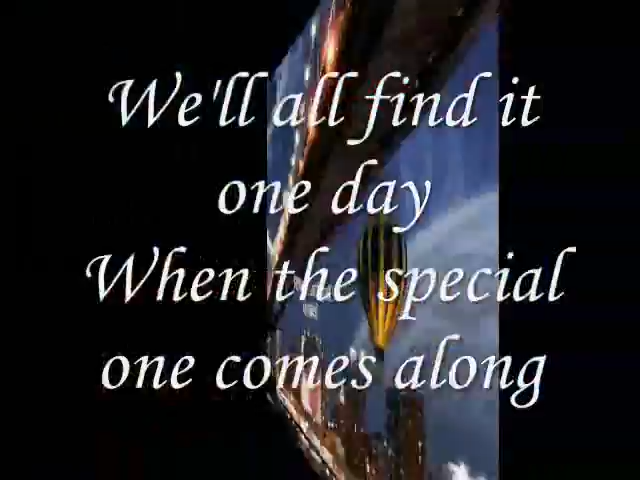 We'll all find it
one day
When the special
one comes along